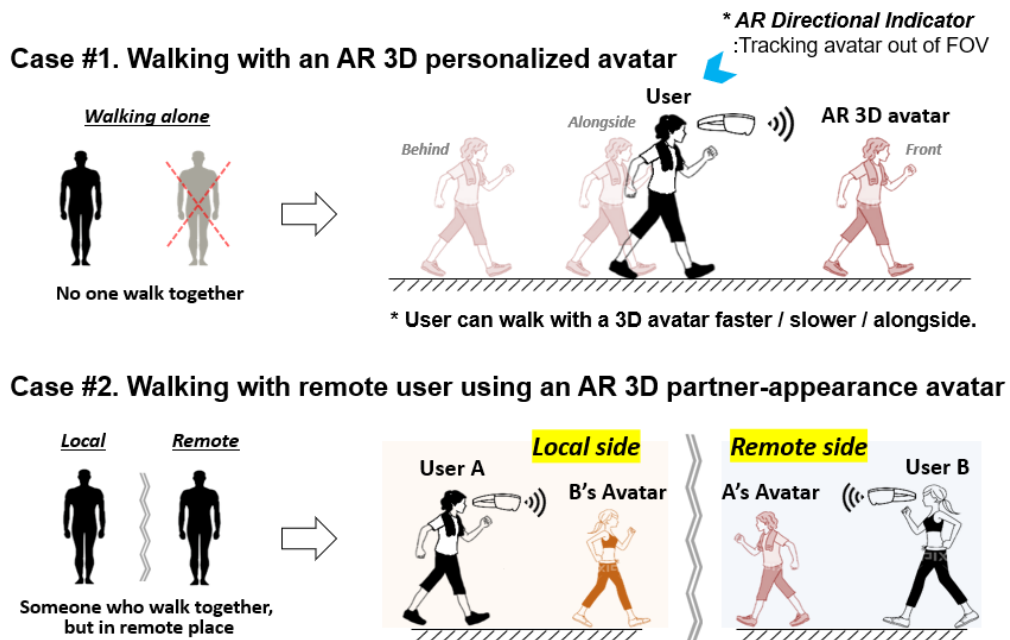 * AR Directional Indicator
:Tracking avatar out of FOV
Case #1. Walking with an AR 3D personalized avatar
Walking alone
User
AR 3D avatar
Behind
Alongside
Front
No one walk together
* User can walk with a 3D avatar faster / slower / alongside.
Case #2. Walking with remote user using an AR 3D partner-appearance avatar
Local
Remote
Local side
Remote side
User A
B's Avatar
A's Avatar
User B
Someone who walk together,
but in remote place